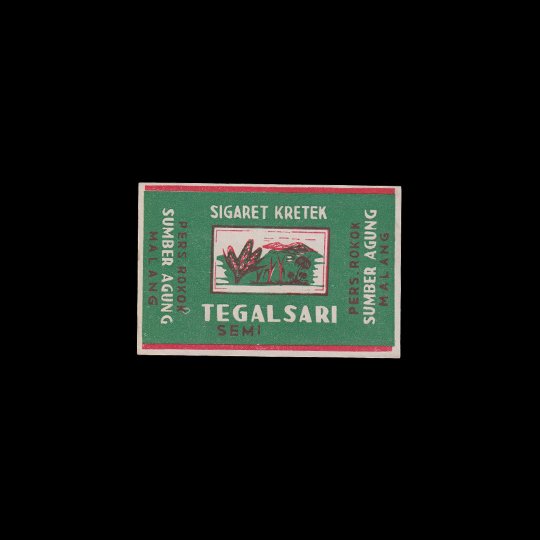 SIGARET KRETEK
TEGALSARI
SEMI
PERS. ROKOK
SUMBER AGUNG
MALANG
PERS. ROKOK
SUMBER AGUNG
MALANG